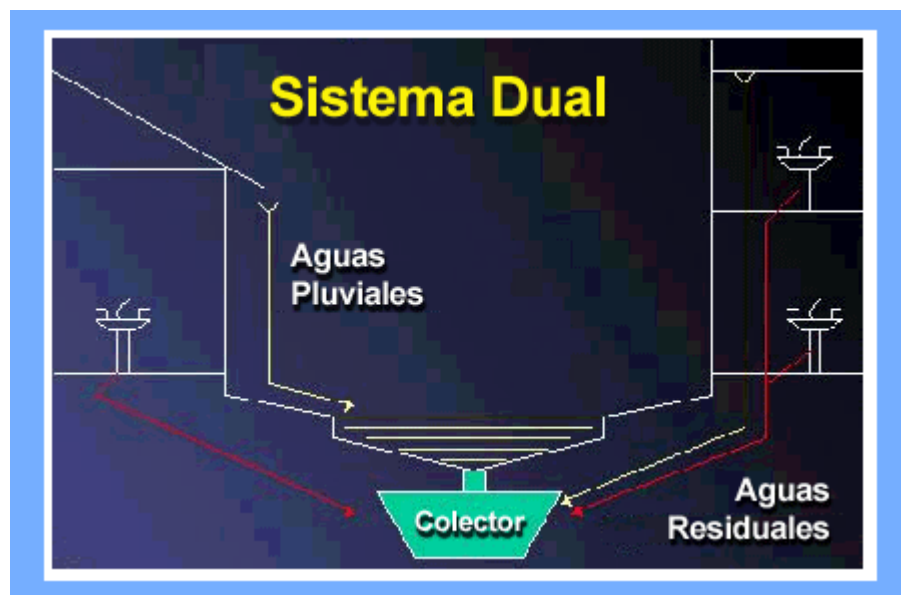 Sistema Dual
Aguas
Pluviales
Colector
Aguas
Residuales